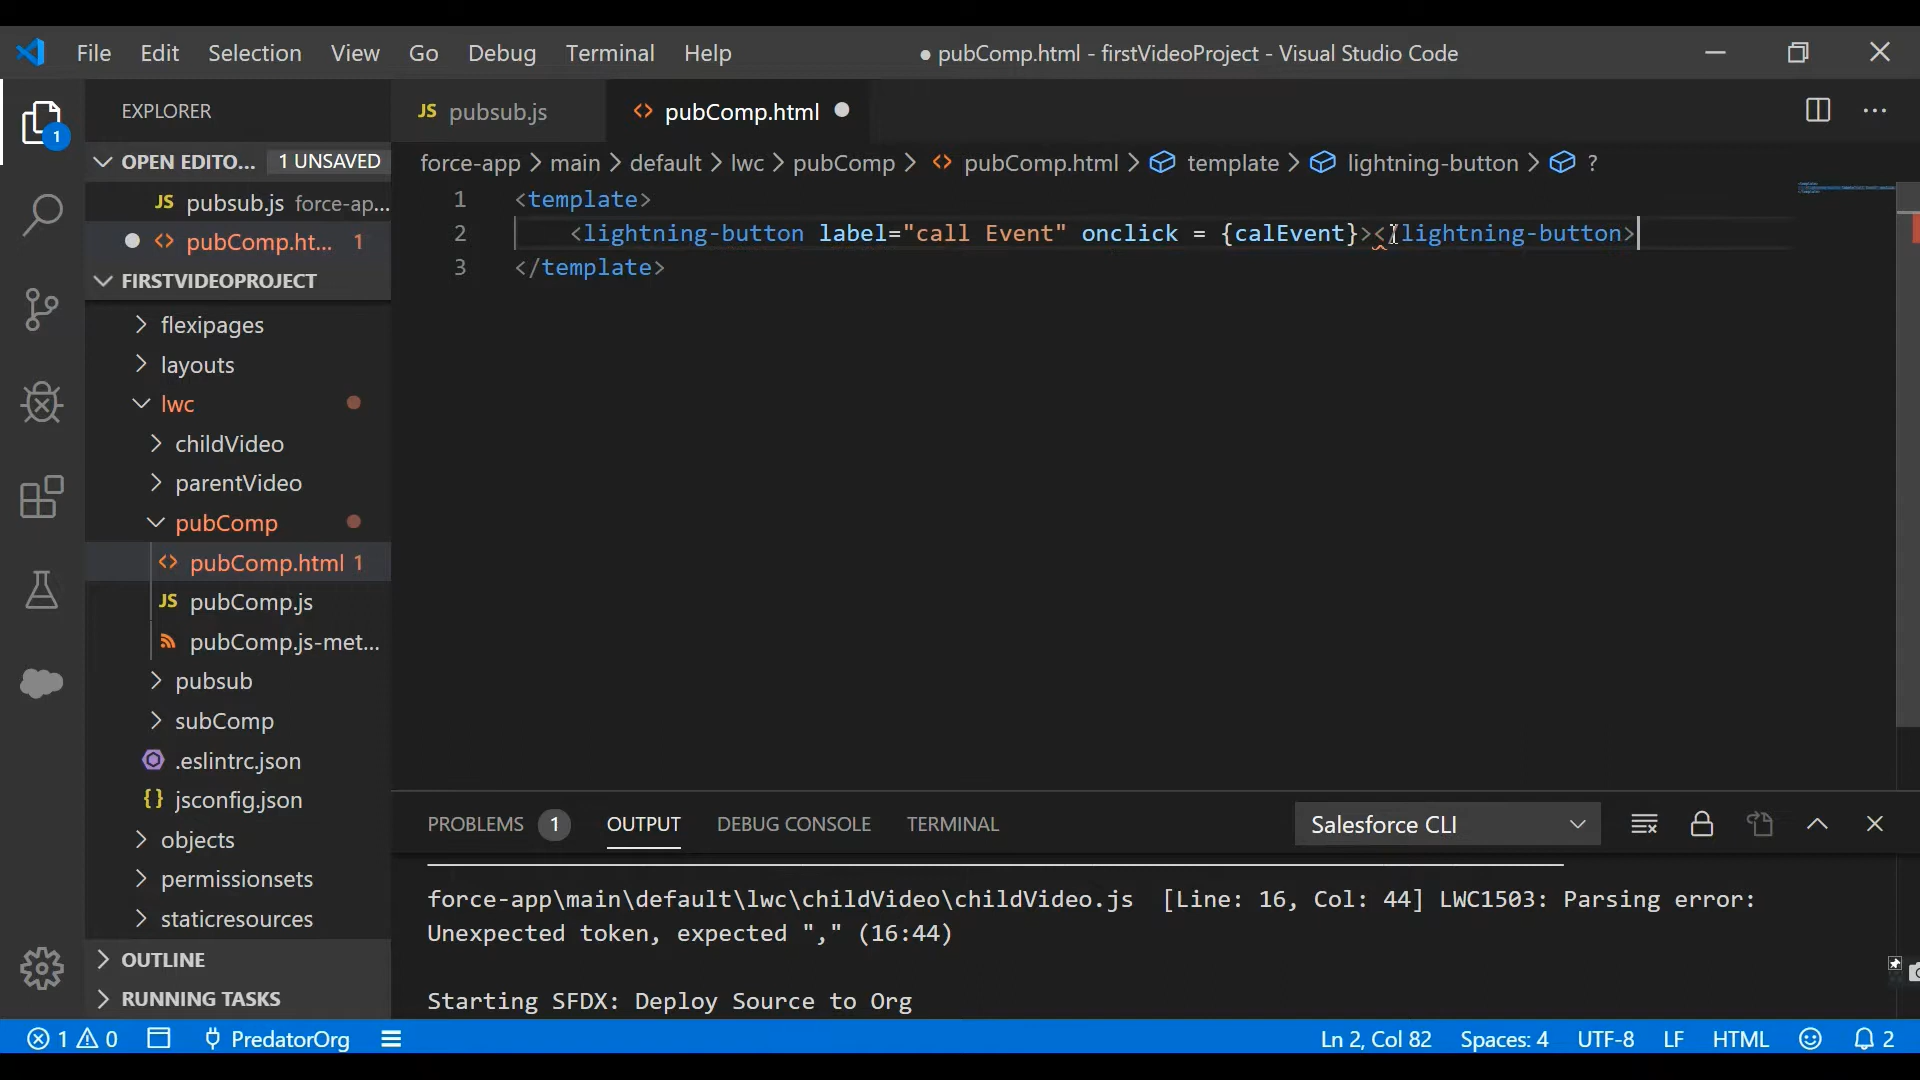 File Edit Selection View Go Debug Terminal Help ● pubComp.html - firstVideoProject - Visual Studio Code
EXPLORER
JS pubsub.js <> pubComp.html
1
OPEN EDITO... 1 UNSAVED
JS pubsub.js force-ap...
<> pubComp.ht... 1
FIRSTVIDEOPROJECT
flexipages
layouts
lwc
childVideo
parentVideo
pubComp
<> pubComp.html 1
JS pubComp.js
pubComp.js-met...
pubsub
subComp
.eslintrc.json
{} jsconfig.json
objects
permissionsets
staticresources
OUTLINE
RUNNING TASKS
force-app > main > default > lwc > pubComp > <> pubComp.html > template > lightning-button > ?
1 <template>
2 <lightning-button label="call Event" onclick = {calEvent}></lightning-button>
3 </template>
PROBLEMS 1 OUTPUT DEBUG CONSOLE TERMINAL Salesforce CLI
force-app\main\default\lwc\childVideo\childVideo.js [Line: 16, Col: 44] LWC1503: Parsing error:
Unexpected token, expected "," (16:44)
Starting SFDX: Deploy Source to Org
1 0 PredatorOrg Ln 2, Col 82 Spaces: 4 UTF-8 LF HTML 2